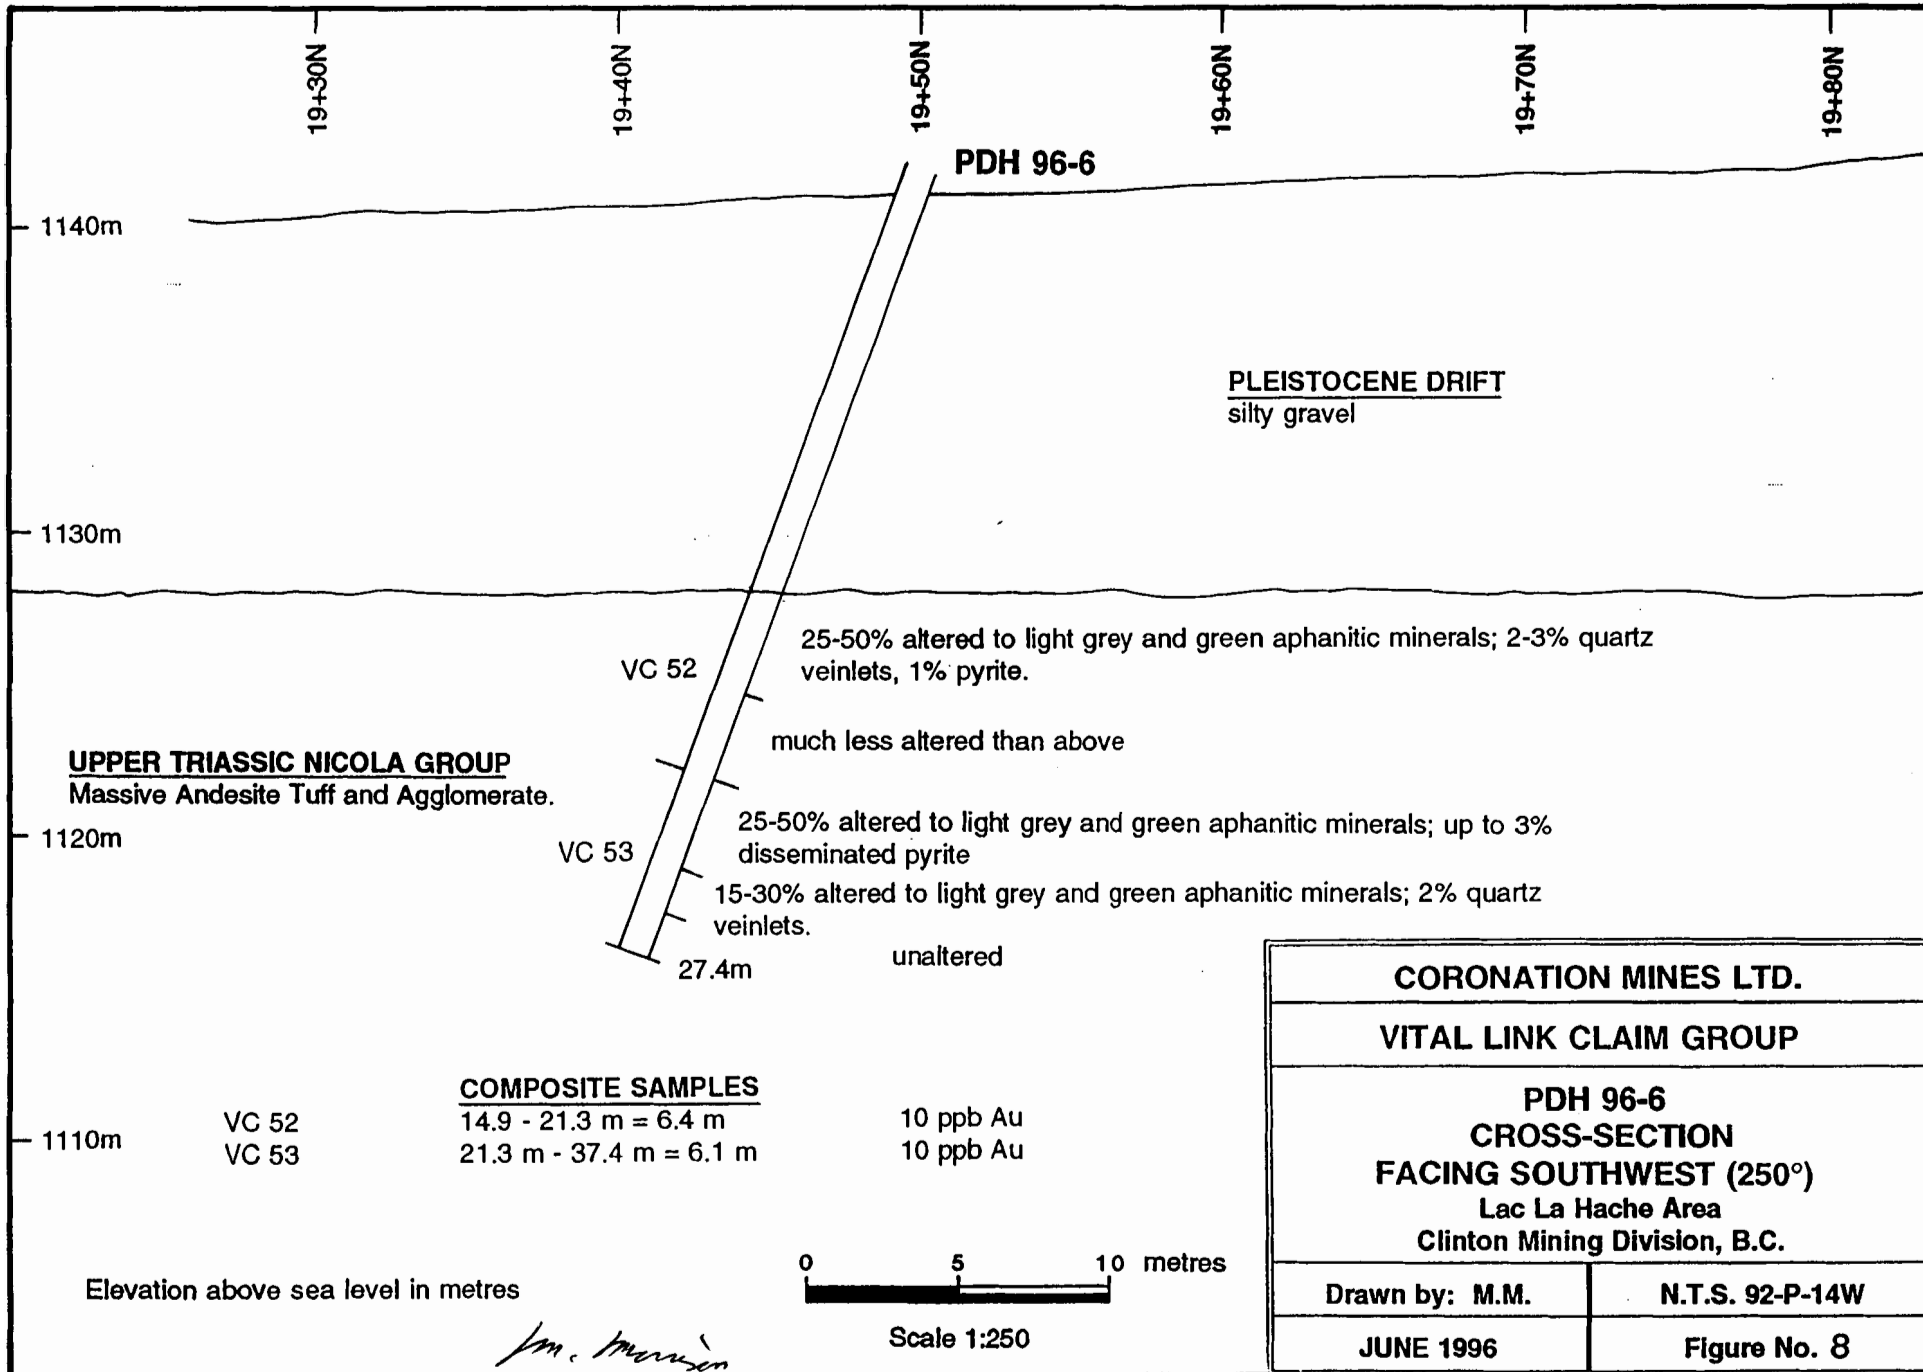 19+30N
19+40N
19+50N
19+60N
19+70N
19+80N
PDH 96-6
1140m
PLEISTOCENE DRIFT
silty gravel
1130m
25-50% altered to light grey and green aphanitic minerals; 2-3% quartz
veinlets, 1% pyrite.
VC 52
much less altered than above
UPPER TRIASSIC NICOLA GROUP
Massive Andesite Tuff and Agglomerate.
1120m
25-50% altered to light grey and green aphanitic minerals; up to 3%
disseminated pyrite
VC 53
15-30% altered to light grey and green aphanitic minerals; 2% quartz
veinlets.
unaltered
27.4m
COMPOSITE SAMPLES
VC 52 14.9 - 21.3 m = 6.4 m 10 ppb Au
1110m
VC 53 21.3 m - 37.4 m = 6.1 m 10 ppb Au
Elevation above sea level in metres
0 5 10 metres
Scale 1:250
CORONATION MINES LTD.
VITAL LINK CLAIM GROUP
PDH 96-6
CROSS-SECTION
FACING SOUTHWEST (250°)
Lac La Hache Area
Clinton Mining Division, B.C.
Drawn by: M.M.
N.T.S. 92-P-14W
JUNE 1996
Figure No. 8